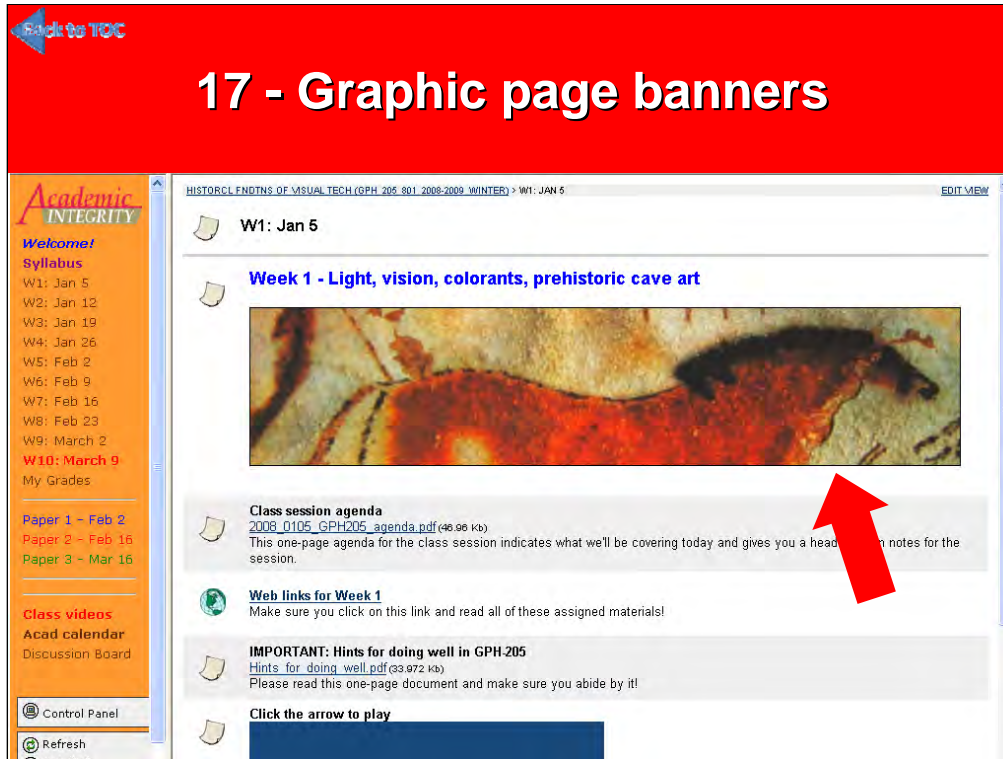 Back to TOC
17 - Graphic page banners
Academic
INTEGRITY
Welcome!
Syllabus
W1: Jan 5
W2: Jan 12
W3: Jan 19
W4: Jan 26
W5: Feb 2
W6: Feb 9
W7: Feb 16
W8: Feb 23
W9: March 2
W10: March 9
My Grades
Paper 1 - Feb 2
Paper 2 - Feb 16
Paper 3 - Mar 16
Class videos
Acad calendar
Discussion Board
Control Panel
Refresh
HISTORCL FNDTNS OF VISUAL TECH (GPH_205_801_2008-2009_WINTER) > W1: JAN 5
EDIT VIEW
W1: Jan 5
Week 1 - Light, vision, colorants, prehistoric cave art
Class session agenda
2008_0105_GPH205_agenda.pdf (46.96 Kb)
This one-page agenda for the class session indicates what we'll be covering today and gives you a head notes for the
session.
Web links for Week 1
Make sure you click on this link and read all of these assigned materials!
IMPORTANT: Hints for doing well in GPH-205
Hints_for_doing_well.pdf (33.972 Kb)
Please read this one-page document and make sure you abide by it!
Click the arrow to play